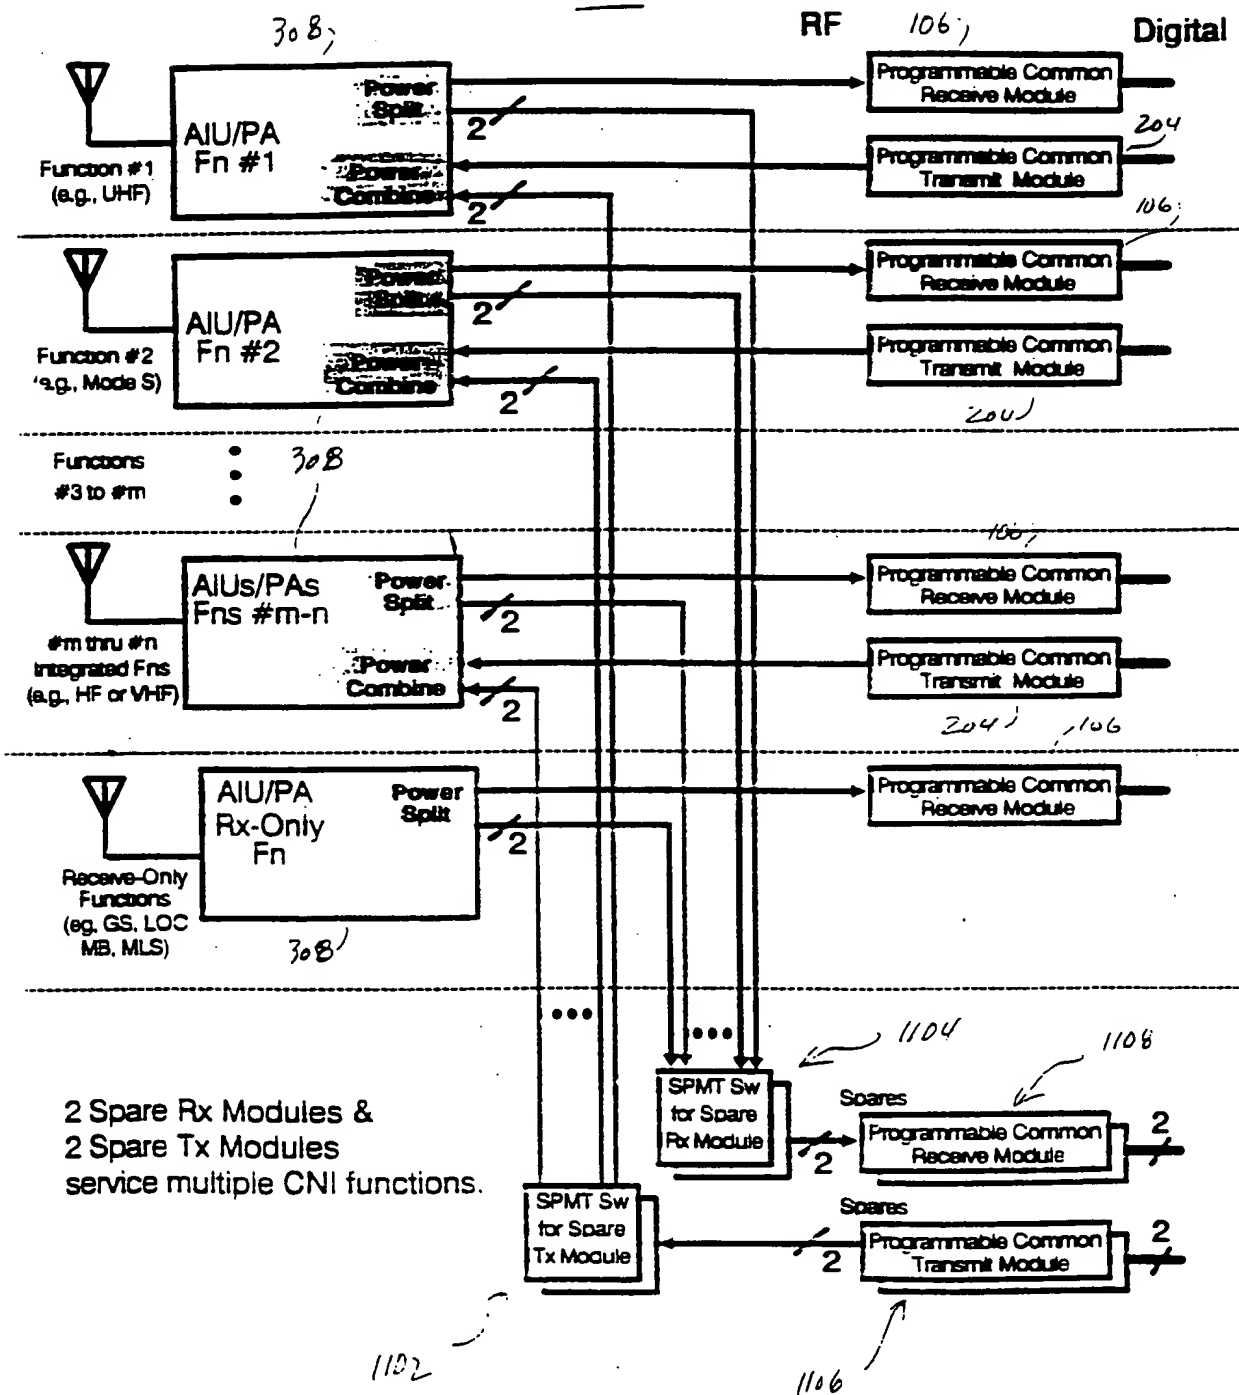 RF
Digital
308
106
Power
Split
AIU/PA
Fn #1
Power
Combine
2
2
Function #1
(e.g., UHF)
Programmable Common
Receive Module
204
Programmable Common
Transmit Module
106
Power
Split
AIU/PA
Fn #2
Power
Combine
2
2
Function #2
e.g., Mode S)
Programmable Common
Receive Module
Programmable Common
Transmit Module
204
308
Functions
#3 to #m
106
AIUs/PAs
Fns #m-n
Power
Split
Power
Combine
2
2
#m thru #n
Integrated Fns
(e.g., HF or VHF)
Programmable Common
Receive Module
Programmable Common
Transmit Module
204
106
AIU/PA
Rx-Only
Fn
Power
Split
2
Receive-Only
Functions
(eg, GS, LOC
MB, MLS)
308
Programmable Common
Receive Module
1104
1108
2 Spare Rx Modules &
2 Spare Tx Modules
service multiple CNI functions.
SPMT Sw
for Spare
Rx Module
2
Spares
Programmable Common
Receive Module
2
SPMT Sw
for Spare
Tx Module
2
Spares
Programmable Common
Transmit Module
2
1102
1106